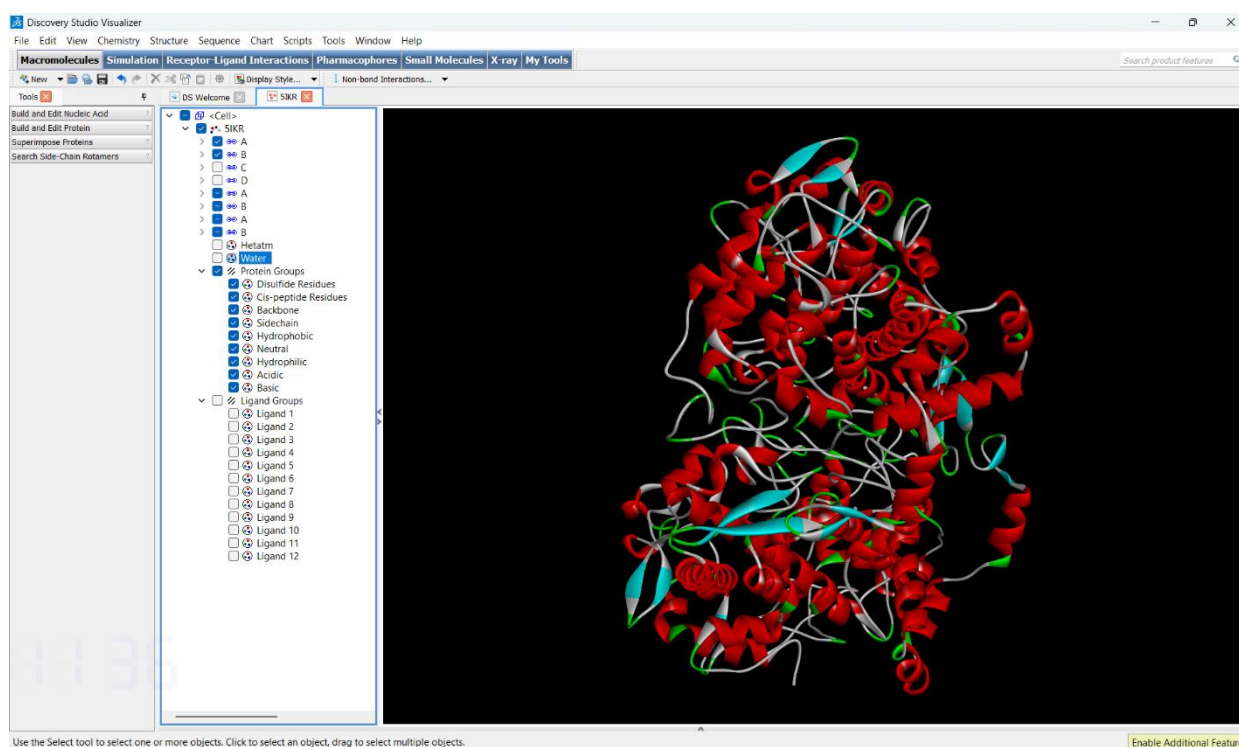 Discovery Studio Visualizer
File Edit View Chemistry Structure Sequence Chart Scripts Tools Window Help
Macromolecules Simulation Receptor-Ligand Interactions Pharmacophores Small Molecules X-ray My Tools
Search product features
New Display Style... Non-bond Interactions...
Tools DS Welcome 5IKR
Build and Edit Nucleic Acid
Build and Edit Protein
Superimpose Proteins
Search Side-Chain Rotamers
<Cell>
5IKR
A
B
C
D
A
B
A
B
Hetatm
Water
Protein Groups
Disulfide Residues
Cis-peptide Residues
Backbone
Sidechain
Hydrophobic
Neutral
Hydrophilic
Acidic
Basic
Ligand Groups
Ligand 1
Ligand 2
Ligand 3
Ligand 4
Ligand 5
Ligand 6
Ligand 7
Ligand 8
Ligand 9
Ligand 10
Ligand 11
Ligand 12
Use the Select tool to select one or more objects. Click to select an object, drag to select multiple objects.
Enable Additional Feature